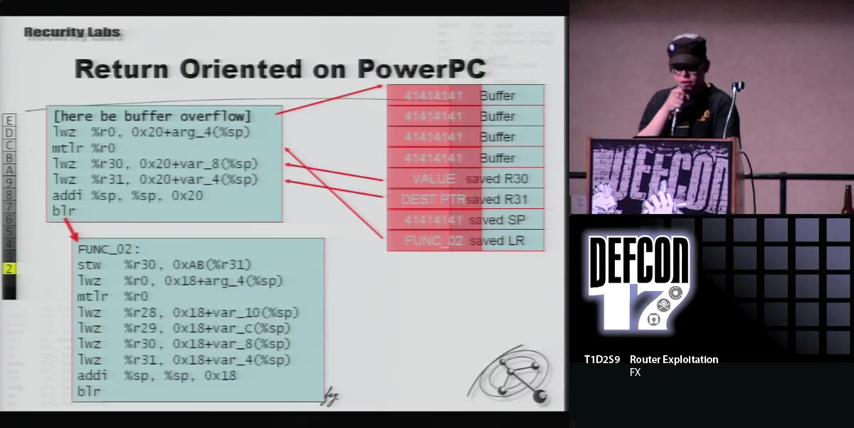 Recurity Labs
Return Oriented on PowerPC
[here be buffer overflow]
lwz %r0, 0x20+arg_4(%sp)
mtlr %r0
lwz %r30, 0x20+var_8(%sp)
lwz %r31, 0x20+var_4(%sp)
addi %sp, %sp, 0x20
blr
FUNC_02:
stw %r30, 0xAB(%r31)
lwz %r0, 0x18+arg_4(%sp)
mtlr %r0
lwz %r28, 0x18+var_10(%sp)
lwz %r29, 0x18+var_C(%sp)
lwz %r30, 0x18+var_8(%sp)
lwz %r31, 0x18+var_4(%sp)
addi %sp, %sp, 0x18
blr
41414141 Buffer
41414141 Buffer
41414141 Buffer
41414141 Buffer
VALUE saved R30
DEST PTR saved R31
41414141 saved SP
FUNC_02 saved LR
E
D
C
B
A
9
8
7
6
5
4
3
2
DEFCON
DEFCON
17
T1D2S9 Router Exploitation
FX